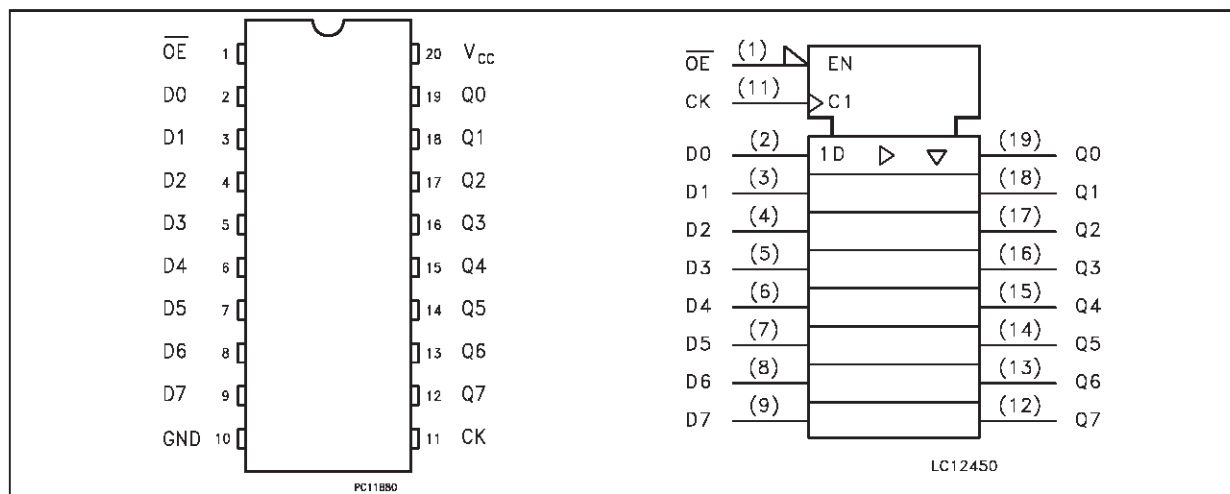 O̅E̅ 1 20 VCC
D0 2 19 Q0
D1 3 18 Q1
D2 4 17 Q2
D3 5 16 Q3
D4 6 15 Q4
D5 7 14 Q5
D6 8 13 Q6
D7 9 12 Q7
GND 10 11 CK
PC11880
O̅E̅ (1) EN
CK (11) C1
D0 (2) 1D (19) Q0
D1 (3) (18) Q1
D2 (4) (17) Q2
D3 (5) (16) Q3
D4 (6) (15) Q4
D5 (7) (14) Q5
D6 (8) (13) Q6
D7 (9) (12) Q7
LC12450